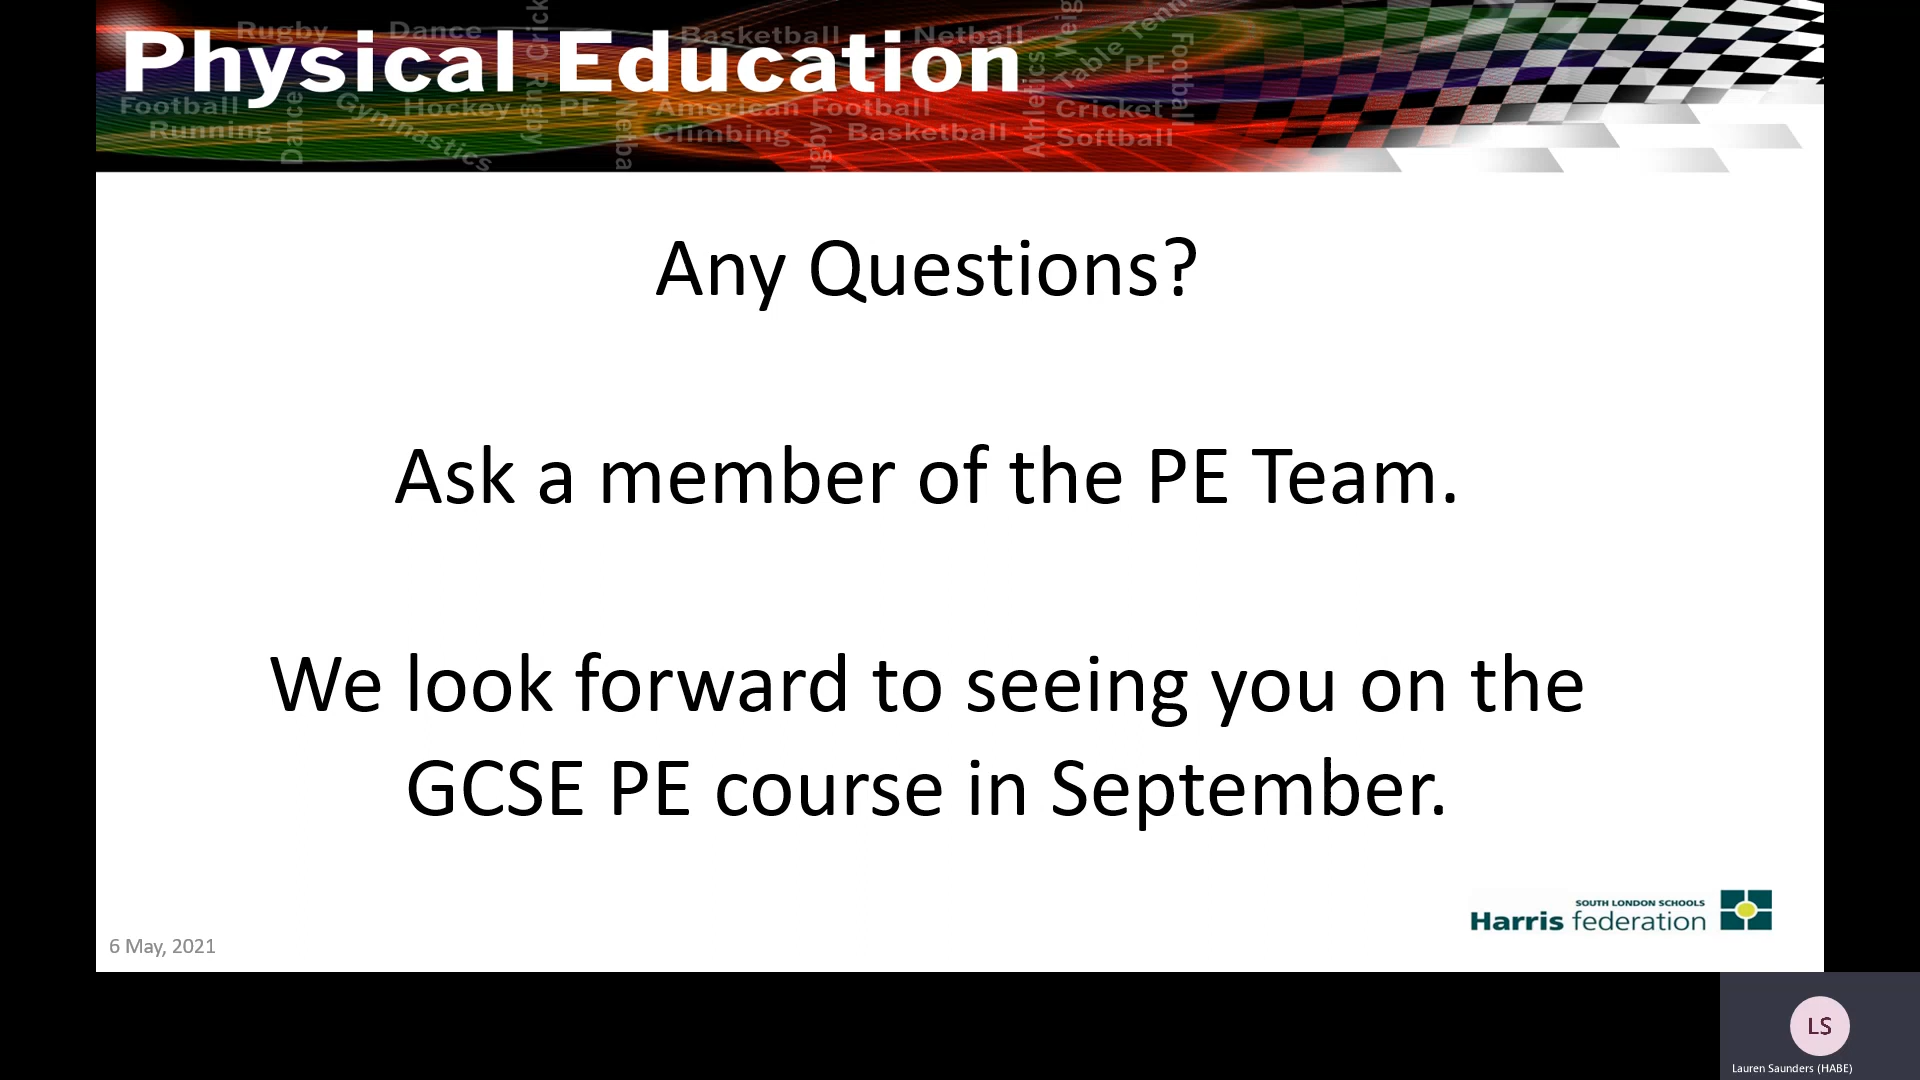 Physical Education
Rugby
Dance
Basketball
Netball
Table Tennis
PE
Football
Football
Hockey
PE
American Football
Cricket
Running
Dance
Gymnastics
Climbing
Basketball
Athletics
Softball
Any Questions?
Ask a member of the PE Team.
We look forward to seeing you on the
GCSE PE course in September.
SOUTH LONDON SCHOOLS
Harris federation
6 May, 2021
LS
Lauren Saunders (HABE)